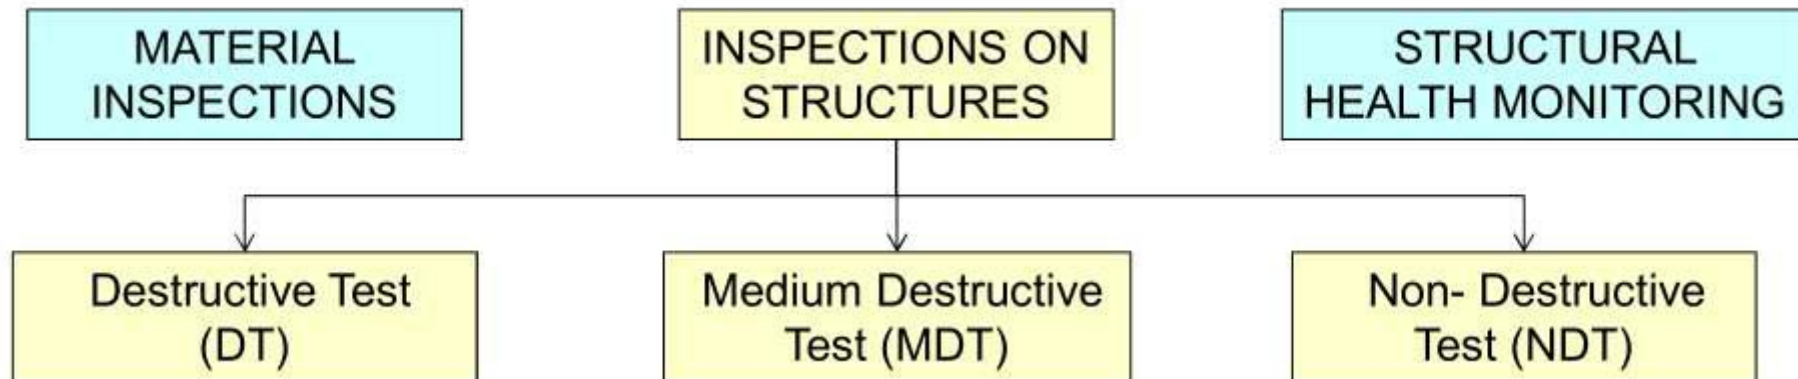 MATERIAL
INSPECTIONS
INSPECTIONS ON
STRUCTURES
STRUCTURAL
HEALTH MONITORING
Destructive Test
(DT)
Medium Destructive
Test (MDT)
Non- Destructive
Test (NDT)